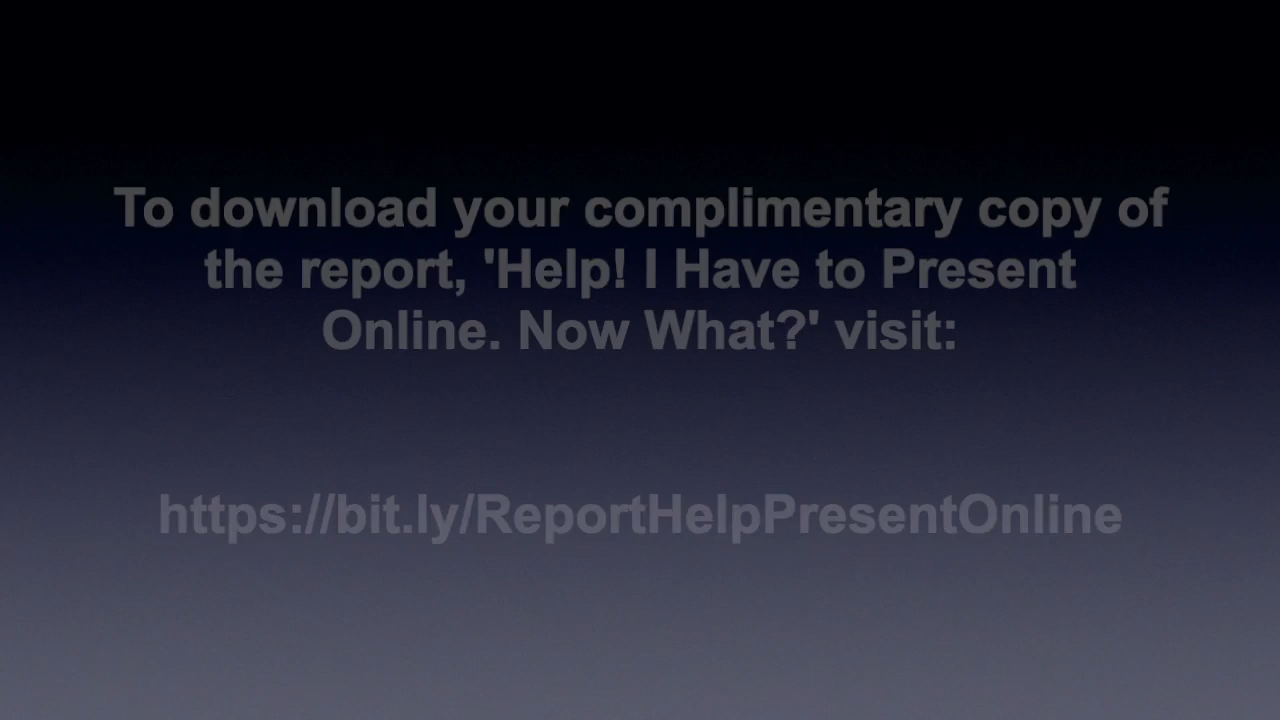 To download your complimentary copy of
the report, 'Help! I Have to Present
Online. Now What?' visit:
https://bit.ly/ReportHelpPresentOnline